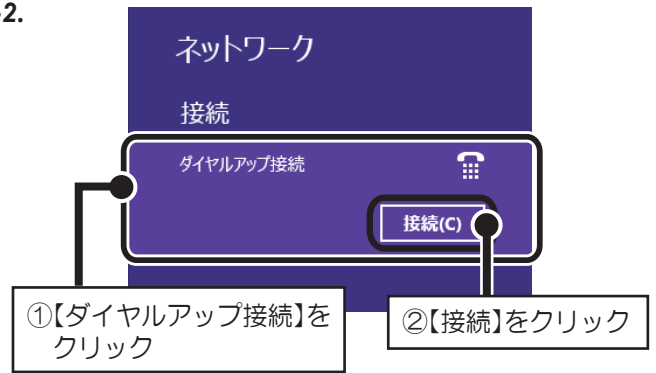 2.
ネットワーク
接続
ダイヤルアップ接続
接続(C)
①【ダイヤルアップ接続】を
クリック
②【接続】をクリック